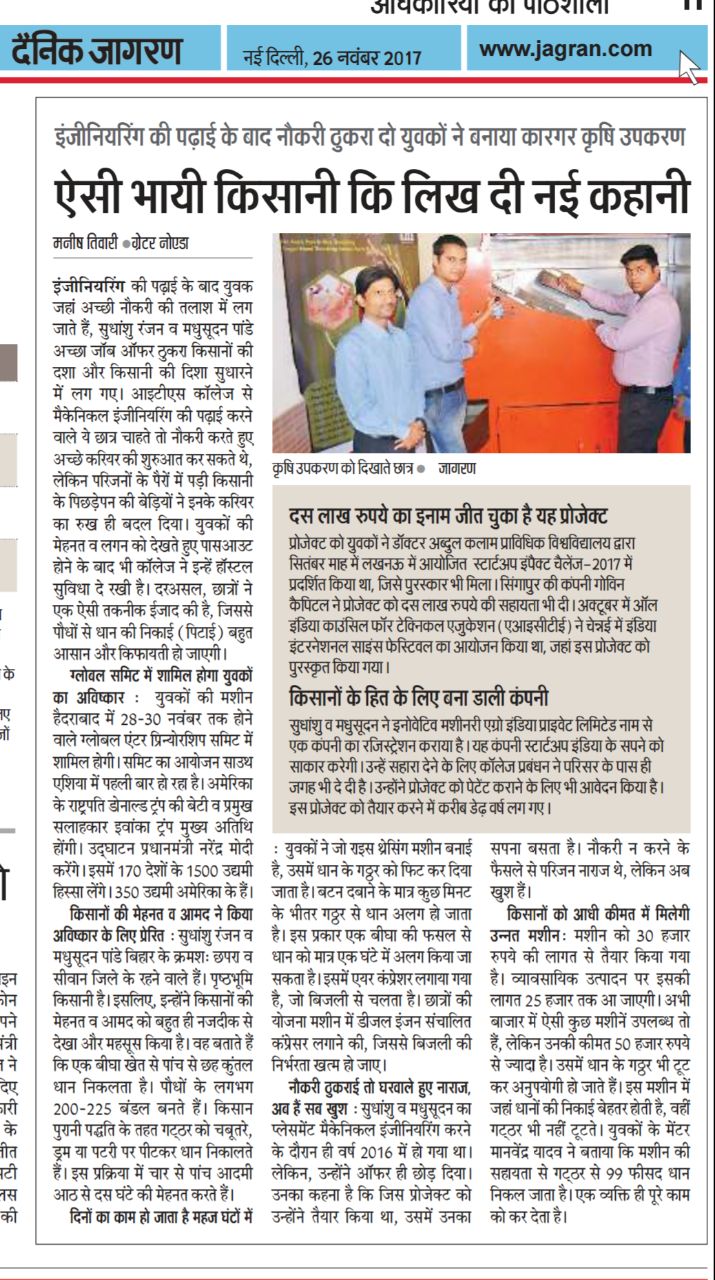 दैनिक जागरण
नई दिल्ली, 26 नवंबर 2017
www.jagran.com
इंजीनियरिंग की पढ़ाई के बाद नौकरी ठुकरा दो युवकों ने बनाया कारगर कृषि उपकरण
ऐसी भायी किसानी कि लिख दी नई कहानी
मनीष तिवारी ● ग्रेटर नोएडा
इंजीनियरिंग की पढ़ाई के बाद युवक
जहां अच्छी नौकरी की तलाश में लग
जाते हैं, सुधांशु रंजन व मधुसूदन पांडे
अच्छा जॉब ऑफर ठुकरा किसानों की
दशा और किसानी की दिशा सुधारने
में लग गए। आइटीएस कॉलेज से
मैकेनिकल इंजीनियरिंग की पढ़ाई करने
वाले ये छात्र चाहते तो नौकरी करते हुए
अच्छे करियर की शुरुआत कर सकते थे,
लेकिन परिजनों के पैरों में पड़ी किसानी
के पिछड़ेपन की बेड़ियों ने इनके करियर
का रुख ही बदल दिया। युवकों की
मेहनत व लगन को देखते हुए पासआउट
होने के बाद भी कॉलेज ने इन्हें हॉस्टल
सुविधा दे रखी है। दरअसल, छात्रों ने
एक ऐसी तकनीक ईजाद की है, जिससे
पौधों से धान की निकाई (पिटाई) बहुत
आसान और किफायती हो जाएगी।
ग्लोबल समिट में शामिल होगा युवकों
का अविष्कार : युवकों की मशीन
हैदराबाद में 28-30 नवंबर तक होने
वाले ग्लोबल एंटर प्रिन्योरशिप समिट में
शामिल होगी। समिट का आयोजन साउथ
एशिया में पहली बार हो रहा है। अमेरिका
के राष्ट्रपति डोनाल्ड ट्रंप की बेटी व प्रमुख
सलाहकार इवांका ट्रंप मुख्य अतिथि
होंगी। उद्घाटन प्रधानमंत्री नरेंद्र मोदी
करेंगे। इसमें 170 देशों के 1500 उद्यमी
हिस्सा लेंगे। 350 उद्यमी अमेरिका के हैं।
किसानों की मेहनत व आमद ने किया
अविष्कार के लिए प्रेरित : सुधांशु रंजन व
मधुसूदन पांडे बिहार के क्रमशः छपरा व
सीवान जिले के रहने वाले हैं। पृष्ठभूमि
किसानी है। इसलिए, इन्होंने किसानों की
मेहनत व आमद को बहुत ही नजदीक से
देखा और महसूस किया है। वह बताते हैं
कि एक बीघा खेत से पांच से छह कुंतल
धान निकलता है। पौधों के लगभग
200-225 बंडल बनते हैं। किसान
पुरानी पद्धति के तहत गट्ठर को चबूतरे,
ड्रम या पटरी पर पीटकर धान निकालते
हैं। इस प्रक्रिया में चार से पांच आदमी
आठ से दस घंटे की मेहनत करते हैं।
दिनों का काम हो जाता है महज घंटों में
कृषि उपकरण को दिखाते छात्र ● जागरण
दस लाख रुपये का इनाम जीत चुका है यह प्रोजेक्ट
प्रोजेक्ट को युवकों ने डॉक्टर अब्दुल कलाम प्राविधिक विश्वविद्यालय द्वारा
सितंबर माह में लखनऊ में आयोजित स्टार्टअप इंपैक्ट चैलेंज-2017 में
प्रदर्शित किया था, जिसे पुरस्कार भी मिला। सिंगापुर की कंपनी गोविन
कैपिटल ने प्रोजेक्ट को दस लाख रुपये की सहायता भी दी। अक्टूबर में ऑल
इंडिया काउंसिल फॉर टेक्निकल एजुकेशन (एआइसीटीई) ने चेन्नई में इंडिया
इंटरनेशनल साइंस फेस्टिवल का आयोजन किया था, जहां इस प्रोजेक्ट को
पुरस्कृत किया गया।
किसानों के हित के लिए बना डाली कंपनी
सुधांशु व मधुसूदन ने इनोवेटिव मशीनरी एग्रो इंडिया प्राइवेट लिमिटेड नाम से
एक कंपनी का रजिस्ट्रेशन कराया है। यह कंपनी स्टार्टअप इंडिया के सपने को
साकार करेगी। उन्हें सहारा देने के लिए कॉलेज प्रबंधन ने परिसर के पास ही
जगह भी दे दी है। उन्होंने प्रोजेक्ट को पेटेंट कराने के लिए भी आवेदन किया है।
इस प्रोजेक्ट को तैयार करने में करीब डेढ़ वर्ष लग गए।
: युवकों ने जो राइस थ्रेसिंग मशीन बनाई
है, उसमें धान के गट्ठर को फिट कर दिया
जाता है। बटन दबाने के मात्र कुछ मिनट
के भीतर गट्ठर से धान अलग हो जाता
है। इस प्रकार एक बीघा की फसल से
धान को मात्र एक घंटे में अलग किया जा
सकता है। इसमें एयर कंप्रेशर लगाया गया
है, जो बिजली से चलता है। छात्रों की
योजना मशीन में डीजल इंजन संचालित
कंप्रेसर लगाने की, जिससे बिजली की
निर्भरता खत्म हो जाए।
नौकरी ठुकराई तो घरवाले हुए नाराज,
अब हैं सब खुश : सुधांशु व मधुसूदन का
प्लेसमेंट मैकेनिकल इंजीनियरिंग करने
के दौरान ही वर्ष 2016 में हो गया था।
लेकिन, उन्होंने ऑफर ही छोड़ दिया।
उनका कहना है कि जिस प्रोजेक्ट को
उन्होंने तैयार किया था, उसमें उनका
सपना बसता है। नौकरी न करने के
फैसले से परिजन नाराज थे, लेकिन अब
खुश हैं।
किसानों को आधी कीमत में मिलेगी
उन्नत मशीन : मशीन को 30 हजार
रुपये की लागत से तैयार किया गया
है। व्यावसायिक उत्पादन पर इसकी
लागत 25 हजार तक आ जाएगी। अभी
बाजार में ऐसी कुछ मशीनें उपलब्ध तो
हैं, लेकिन उनकी कीमत 50 हजार रुपये
से ज्यादा है। उसमें धान के गट्ठर भी टूट
कर अनुपयोगी हो जाते हैं। इस मशीन में
जहां धानों की निकाई बेहतर होती है, वहीं
गट्ठर भी नहीं टूटते। युवकों के मेंटर
मानवेंद्र यादव ने बताया कि मशीन की
सहायता से गट्ठर से 99 फीसद धान
निकल जाता है। एक व्यक्ति ही पूरे काम
को कर देता है।